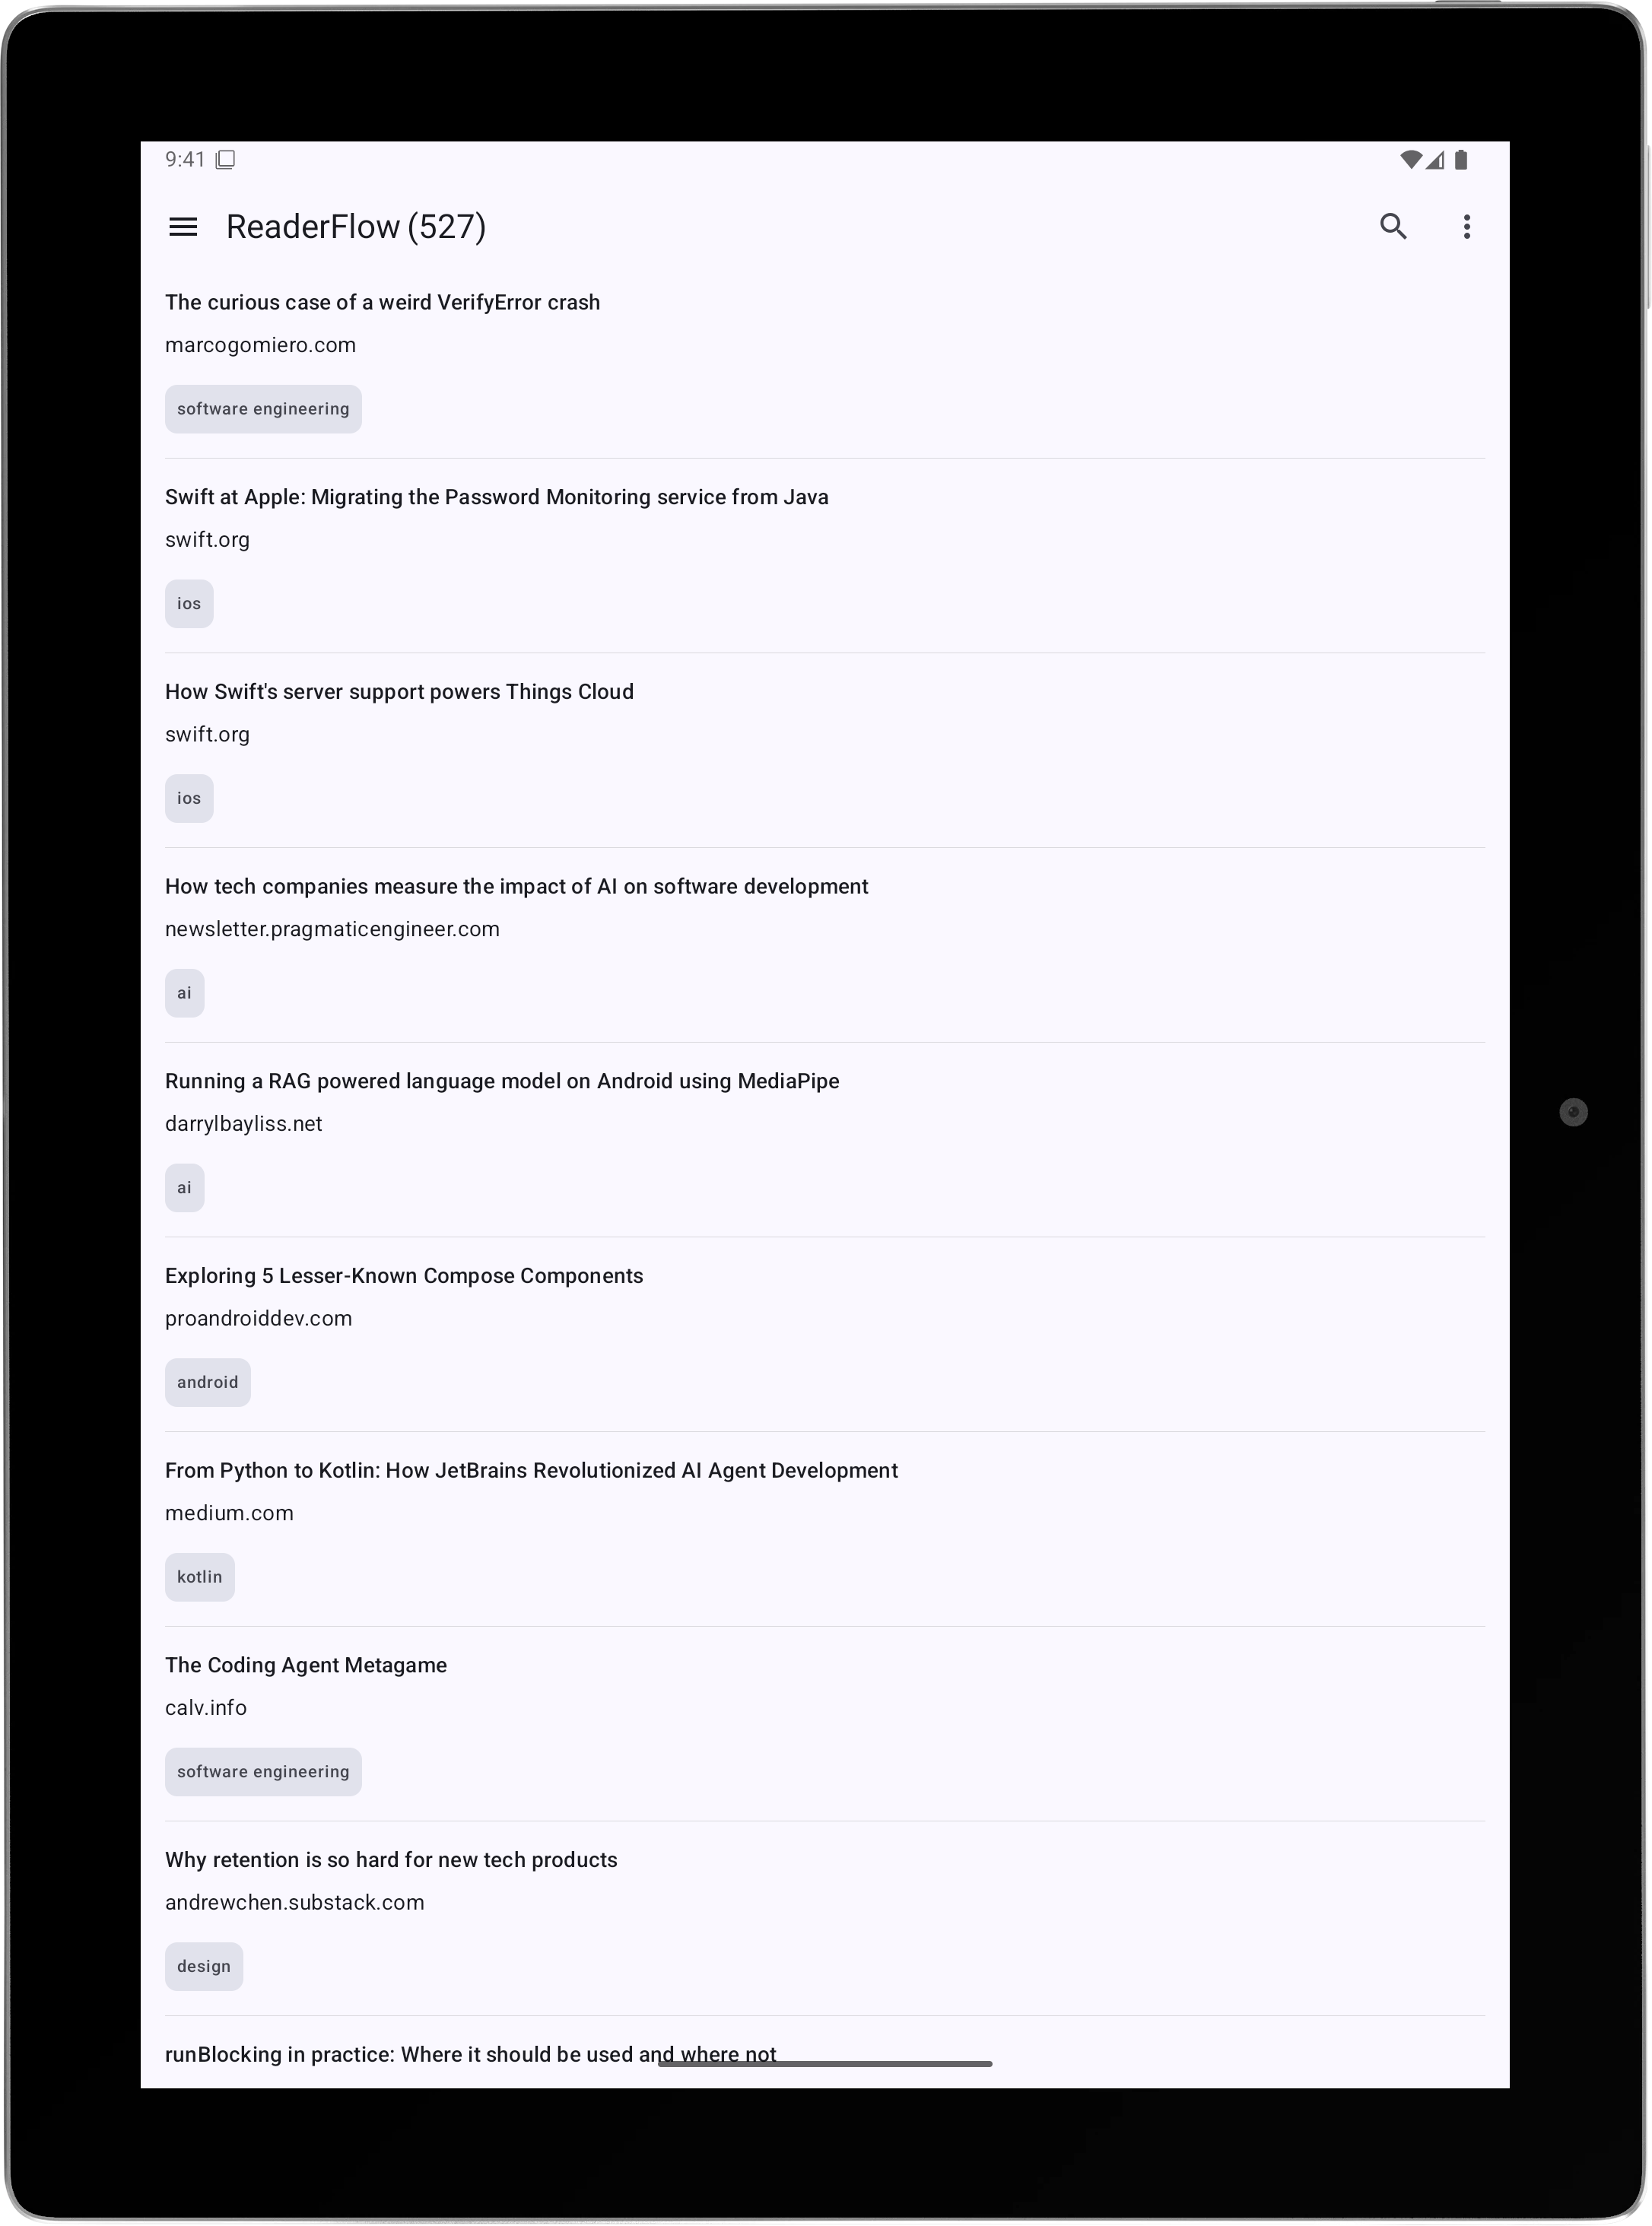 9:41
ReaderFlow (527)
The curious case of a weird VerifyError crash
marcogomiero.com
software engineering
Swift at Apple: Migrating the Password Monitoring service from Java
swift.org
ios
How Swift's server support powers Things Cloud
swift.org
ios
How tech companies measure the impact of AI on software development
newsletter.pragmaticengineer.com
ai
Running a RAG powered language model on Android using MediaPipe
darrylbayliss.net
ai
Exploring 5 Lesser-Known Compose Components
proandroiddev.com
android
From Python to Kotlin: How JetBrains Revolutionized AI Agent Development
medium.com
kotlin
The Coding Agent Metagame
calv.info
software engineering
Why retention is so hard for new tech products
andrewchen.substack.com
design
runBlocking in practice: Where it should be used and where not